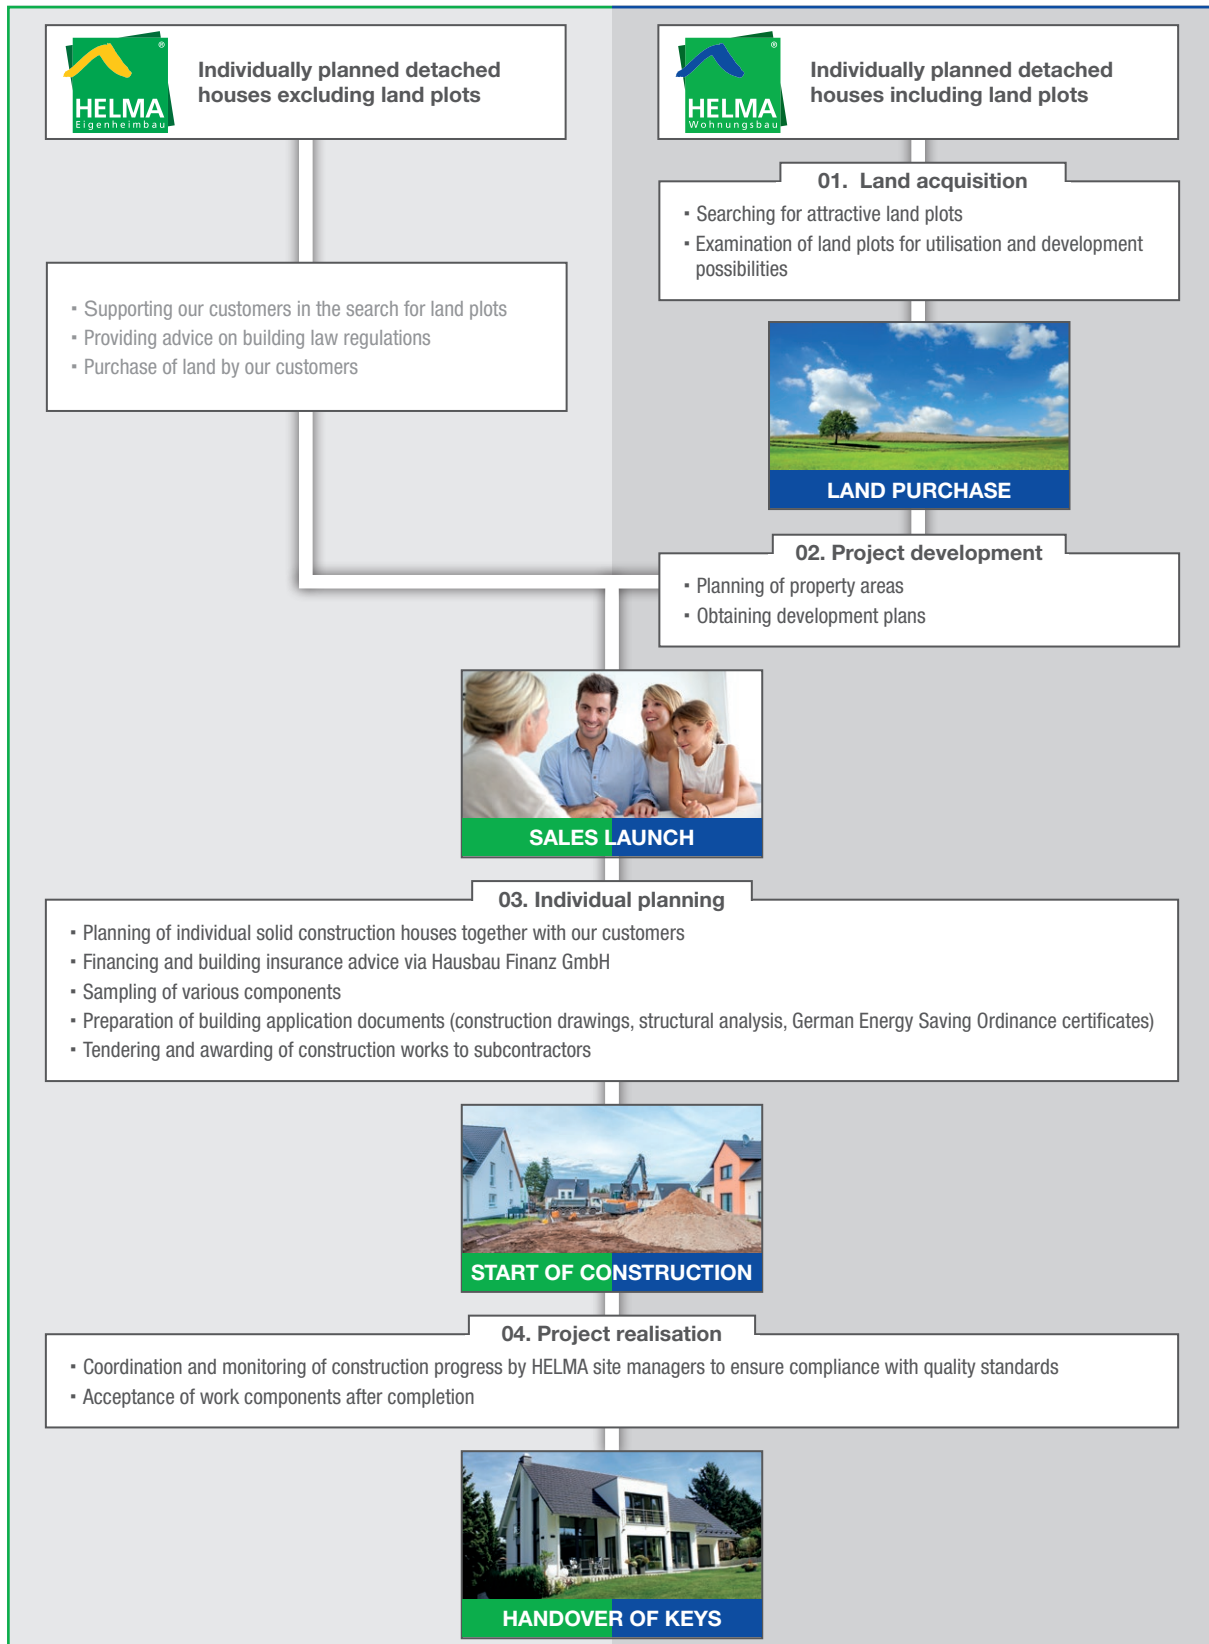 HELMA
Eigenheimbau
®
Individually planned detached
houses excluding land plots
HELMA
Wohnungsbau
®
Individually planned detached
houses including land plots
01. Land acquisition
▪ Searching for attractive land plots
▪ Examination of land plots for utilisation and development
possibilities
▪ Supporting our customers in the search for land plots
▪ Providing advice on building law regulations
▪ Purchase of land by our customers
LAND PURCHASE
02. Project development
▪ Planning of property areas
▪ Obtaining development plans
SALES LAUNCH
03. Individual planning
▪ Planning of individual solid construction houses together with our customers
▪ Financing and building insurance advice via Hausbau Finanz GmbH
▪ Sampling of various components
▪ Preparation of building application documents (construction drawings, structural analysis, German Energy Saving Ordinance certificates)
▪ Tendering and awarding of construction works to subcontractors
START OF CONSTRUCTION
04. Project realisation
▪ Coordination and monitoring of construction progress by HELMA site managers to ensure compliance with quality standards
▪ Acceptance of work components after completion
HANDOVER OF KEYS